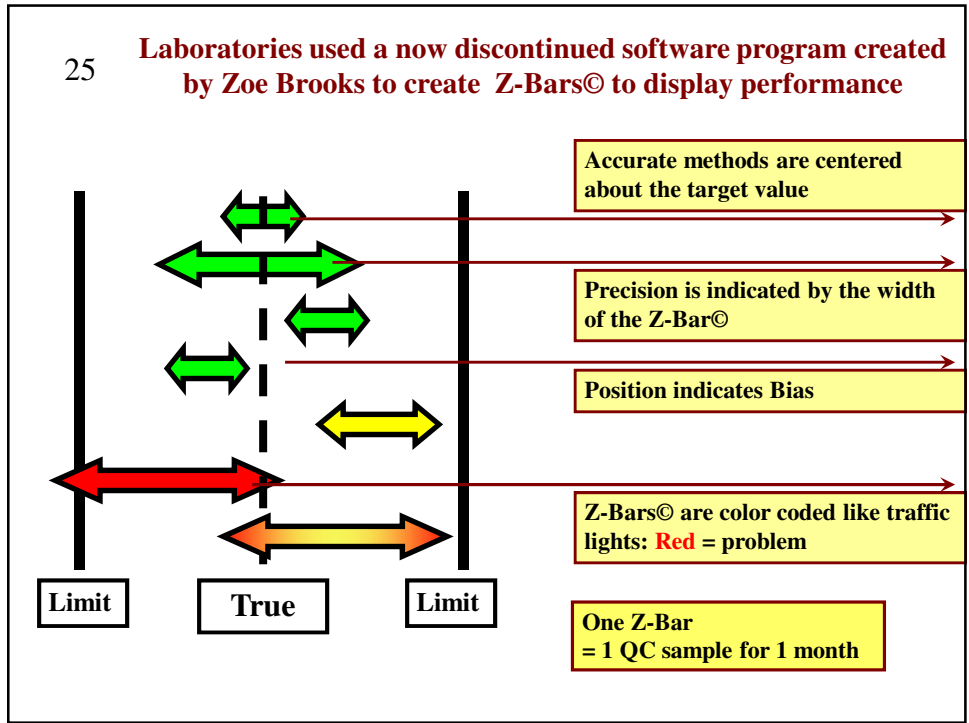 25
Laboratories used a now discontinued software program created
by Zoe Brooks to create Z-Bars© to display performance
Accurate methods are centered
about the target value
Precision is indicated by the width
of the Z-Bar©
Position indicates Bias
Z-Bars© are color coded like traffic
lights: Red = problem
Limit
True
Limit
One Z-Bar
= 1 QC sample for 1 month